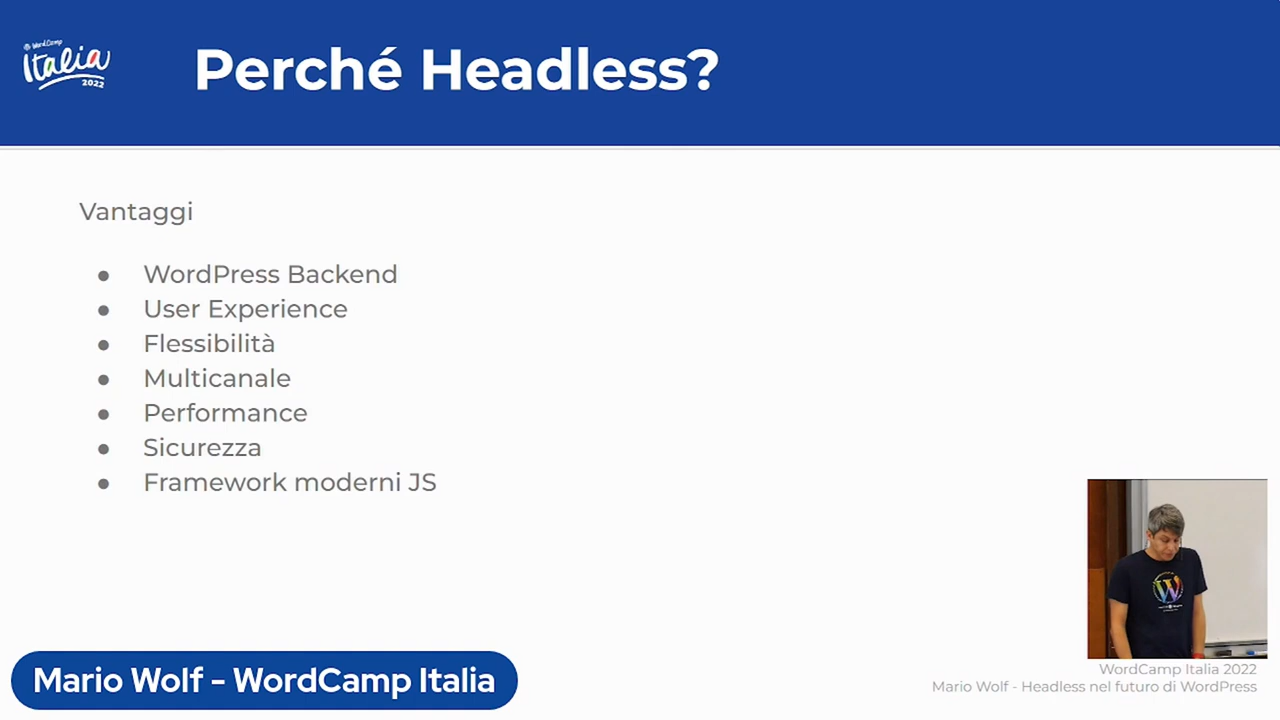 WordCamp
Italia
2022
Perché Headless?
Vantaggi
● WordPress Backend
● User Experience
● Flessibilità
● Multicanale
● Performance
● Sicurezza
● Framework moderni JS
W
Mario Wolf - WordCamp Italia
WordCamp Italia 2022
Mario Wolf - Headless nel futuro di WordPress